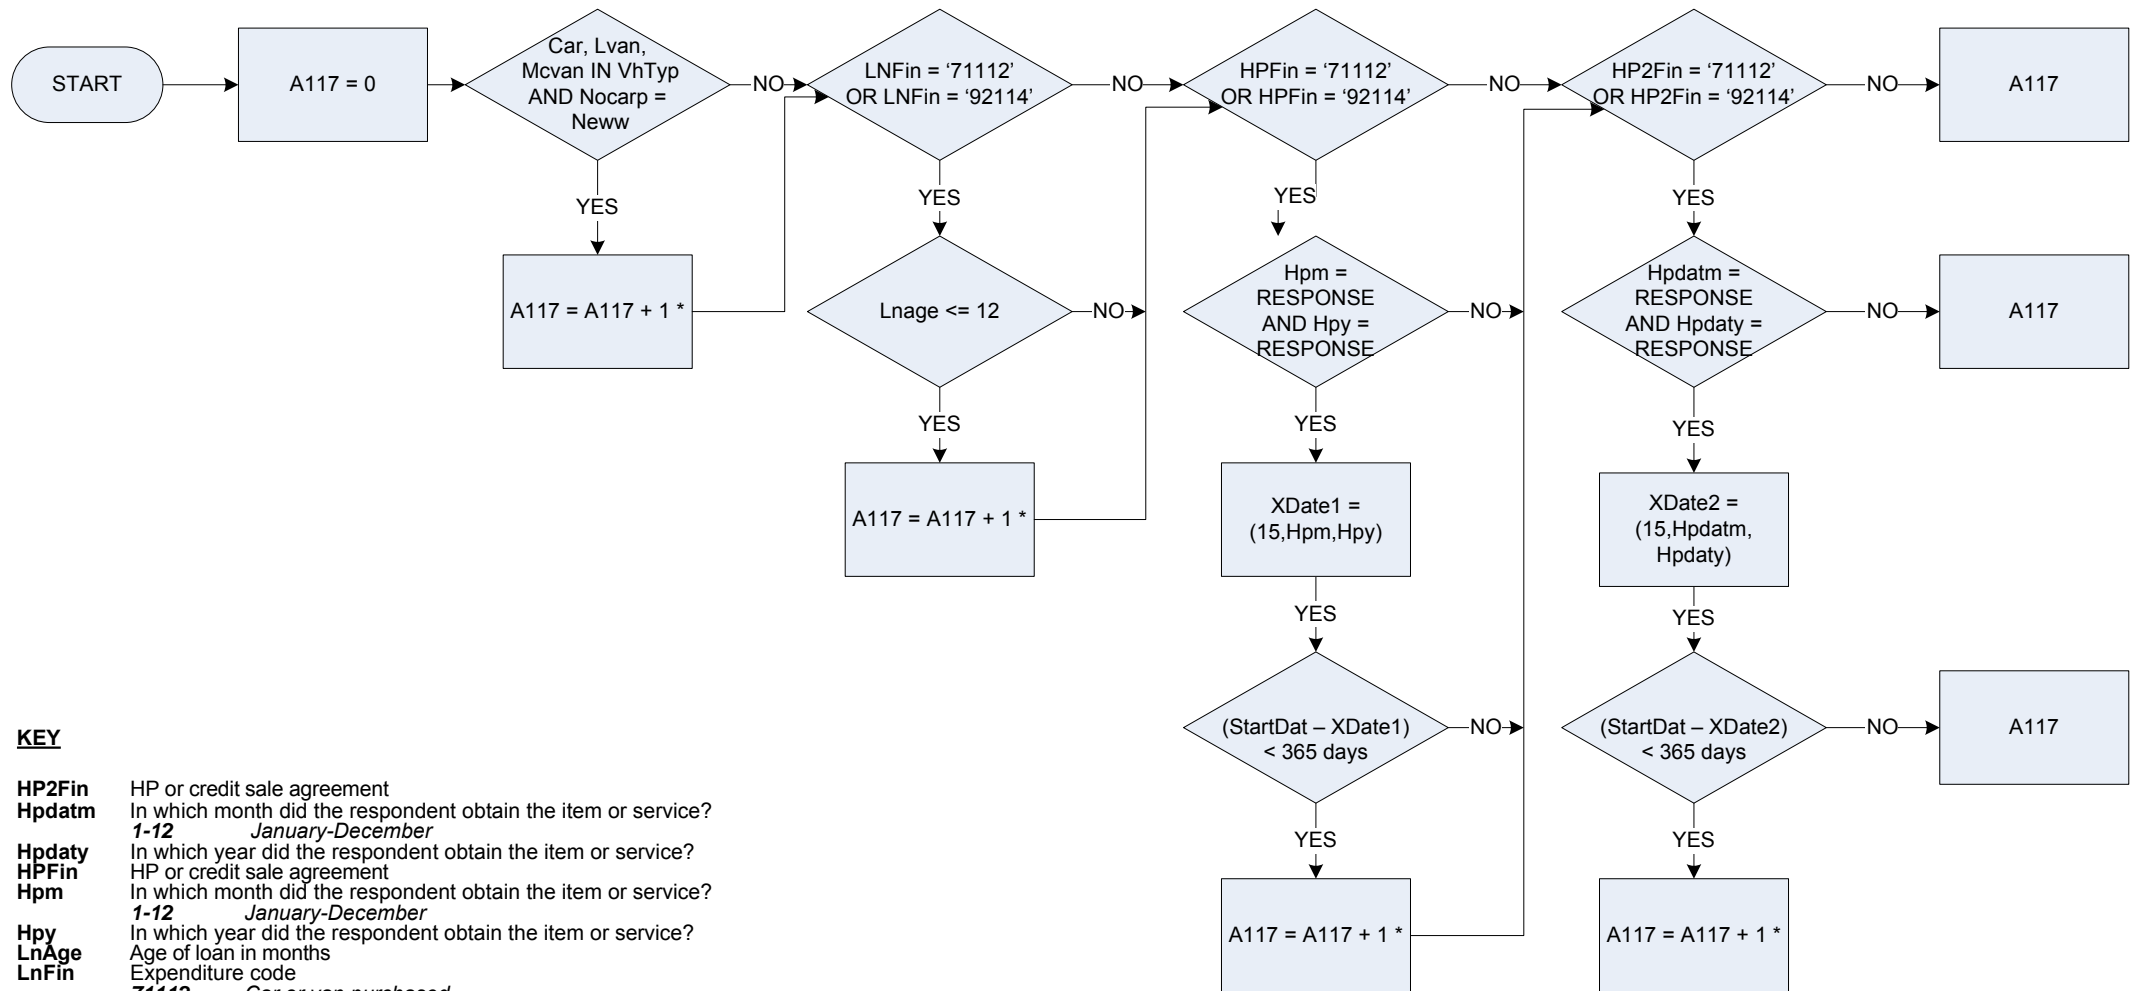 START
A117 = 0
Car, Lvan,
Mcvan IN VhTyp
AND Nocarp =
Neww
NO
LNFin = ‘71112’
OR LNFin = ‘92114’
NO
HPFin = ‘71112’
OR HPFin = ‘92114’
NO
HP2Fin = ‘71112’
OR HP2Fin = ‘92114’
NO
A117
YES
YES
YES
YES
A117 = A117 + 1 *
Lnage <= 12
NO
Hpm =
RESPONSE
AND Hpy =
RESPONSE
NO
Hpdatm =
RESPONSE
AND Hpdaty =
RESPONSE
NO
A117
YES
YES
YES
A117 = A117 + 1 *
XDate1 =
(15,Hpm,Hpy)
XDate2 =
(15,Hpdatm,
Hpdaty)
YES
YES
(StartDat – XDate1)
< 365 days
NO
(StartDat – XDate2)
< 365 days
NO
A117
YES
YES
A117 = A117 + 1 *
A117 = A117 + 1 *
KEY
HP2Fin HP or credit sale agreement
Hpdatm In which month did the respondent obtain the item or service?
1-12 January-December
Hpdaty In which year did the respondent obtain the item or service?
HPFin HP or credit sale agreement
Hpm In which month did the respondent obtain the item or service?
1-12 January-December
Hpy In which year did the respondent obtain the item or service?
LnAge Age of loan in months
LnFin Expenditure code
71112 Car or van purchased